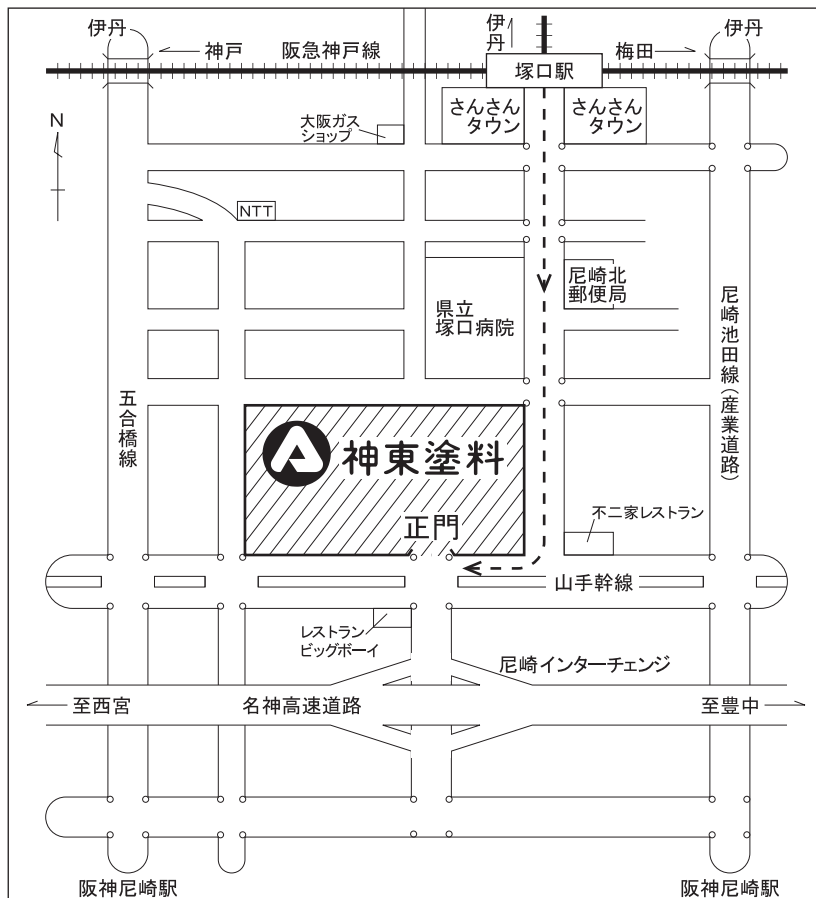 伊丹
神戸
阪急神戸線
伊丹
塚口駅
梅田
伊丹
N
大阪ガス
ショップ
さんさん
タウン
さんさん
タウン
NTT
県立
塚口病院
尼崎北
郵便局
五合橋線
尼崎池田線(産業道路)
神東塗料
正門
不二家レストラン
山手幹線
レストラン
ビッグボーイ
尼崎インターチェンジ
至西宮
名神高速道路
至豊中
阪神尼崎駅
阪神尼崎駅